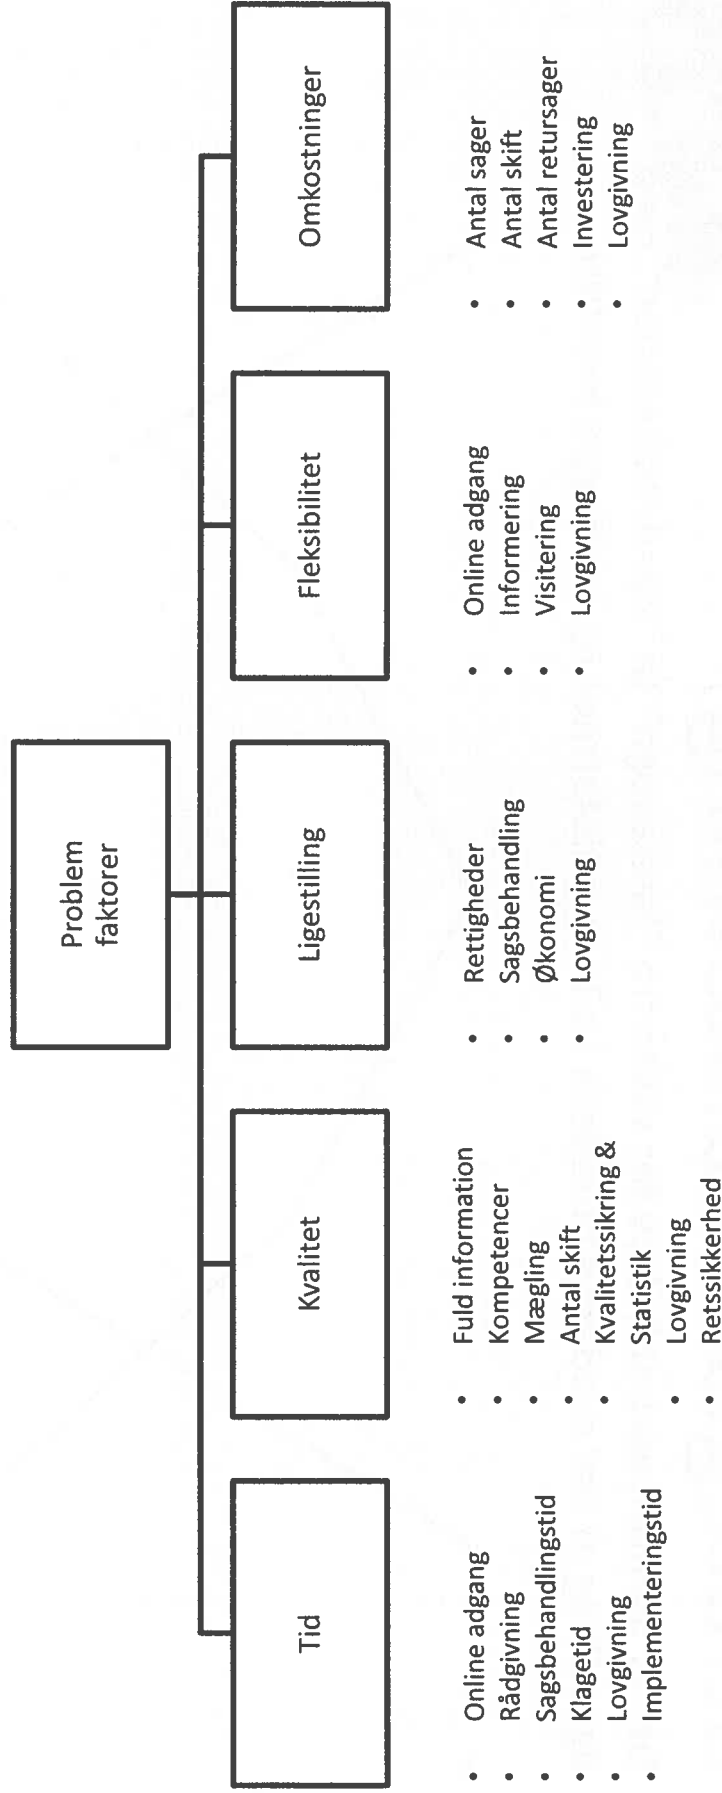 Problem
faktorer
Tid
Kvalitet
Ligestilling
Fleksibilitet
Omkostninger
• Online adgang
• Rådgivning
• Sagsbehandlingstid
• Klagetid
• Lovgivning
• Implementeringstid
• Fuld information
• Kompetencer
• Mægling
• Antal skift
• Kvalitetssikring &
Statistik
• Lovgivning
• Retssikkerhed
• Rettigheder
• Sagsbehandling
• Økonomi
• Lovgivning
• Online adgang
• Informering
• Visitering
• Lovgivning
• Antal sager
• Antal skift
• Antal retursager
• Investering
• Lovgivning